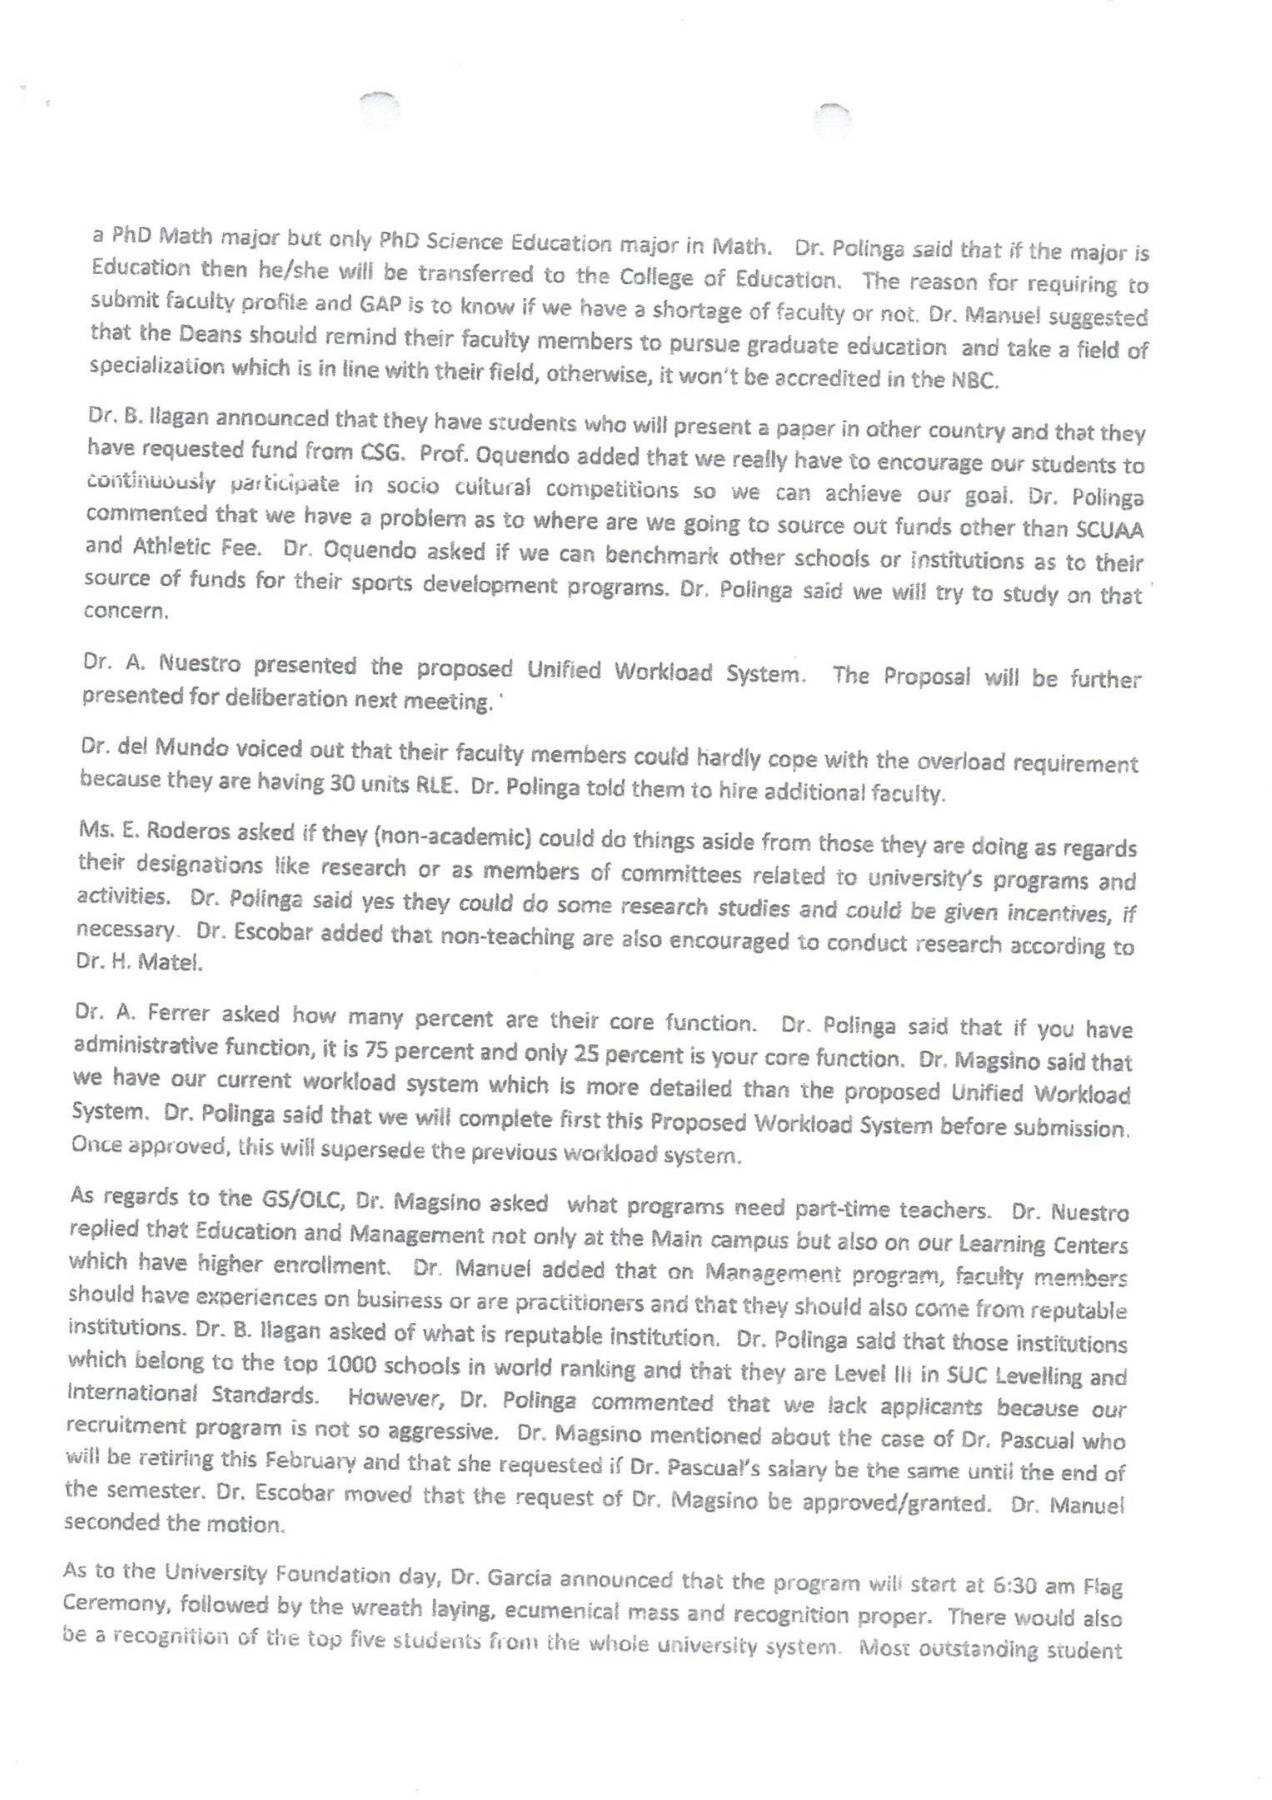 a PhD Math major but only PhD Science Education major in Math. Dr. Polinga said that if the major is
Education then he/she will be transferred to the College of Education. The reason for requiring to
submit faculty profile and GAP is to know if we have a shortage of faculty or not. Dr. Manuel suggested
that the Deans should remind their faculty members to pursue graduate education and take a field of
specialization which is in line with their field, otherwise, it won't be accredited in the NBC.
Dr. B. Ilagan announced that they have students who will present a paper in other country and that they
have requested fund from CSG. Prof. Oquendo added that we really have to encourage our students to
continuously participate in socio cultural competitions so we can achieve our goal. Dr. Polinga
commented that we have a problem as to where are we going to source out funds other than SCUAA
and Athletic Fee. Dr. Oquendo asked if we can benchmark other schools or institutions as to their
source of funds for their sports development programs. Dr. Polinga said we will try to study on that
concern.
Dr. A. Nuestro presented the proposed Unified Workload System. The Proposal will be further
presented for deliberation next meeting.
Dr. del Mundo voiced out that their faculty members could hardly cope with the overload requirement
because they are having 30 units RLE. Dr. Polinga told them to hire additional faculty.
Ms. E. Roderos asked if they (non-academic) could do things aside from those they are doing as regards
their designations like research or as members of committees related to university's programs and
activities. Dr. Polinga said yes they could do some research studies and could be given incentives, if
necessary. Dr. Escobar added that non-teaching are also encouraged to conduct research according to
Dr. H. Matel.
Dr. A. Ferrer asked how many percent are their core function. Dr. Polinga said that if you have
administrative function, it is 75 percent and only 25 percent is your core function. Dr. Magsino said that
we have our current workload system which is more detailed than the proposed Unified Workload
System. Dr. Polinga said that we will complete first this Proposed Workload System before submission.
Once approved, this will supersede the previous workload system.
As regards to the GS/OLC, Dr. Magsino asked what programs need part-time teachers. Dr. Nuestro
replied that Education and Management not only at the Main campus but also on our Learning Centers
which have higher enrollment. Dr. Manuel added that on Management program, faculty members
should have experiences on business or are practitioners and that they should also come from reputable
institutions. Dr. B. Ilagan asked of what is reputable institution. Dr. Polinga said that those institutions
which belong to the top 1000 schools in world ranking and that they are Level III in SUC Levelling and
International Standards. However, Dr. Polinga commented that we lack applicants because our
recruitment program is not so aggressive. Dr. Magsino mentioned about the case of Dr. Pascual who
will be retiring this February and that she requested if Dr. Pascual's salary be the same until the end of
the semester. Dr. Escobar moved that the request of Dr. Magsino be approved/granted. Dr. Manuel
seconded the motion.
As to the University Foundation day, Dr. Garcia announced that the program will start at 6:30 am Flag
Ceremony, followed by the wreath laying, ecumenical mass and recognition proper. There would also
be a recognition of the top five students from the whole university system. Most outstanding student